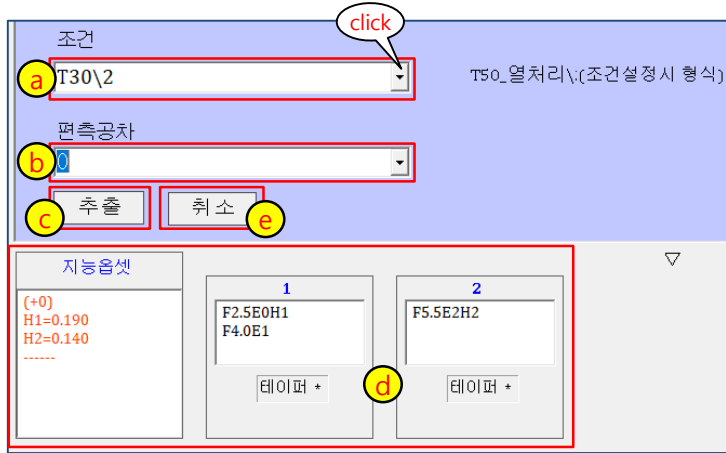 click
조건
a
T30\2
T50_열처리\:(조건설정시 형식)
편측공차
b
0
추출
취소
c
e
지능옵셋
(+0)
H1=0.190
H2=0.140
------
1
F2.5E0H1
F4.0E1
테이퍼 *
2
F5.5E2H2
테이퍼 *
d